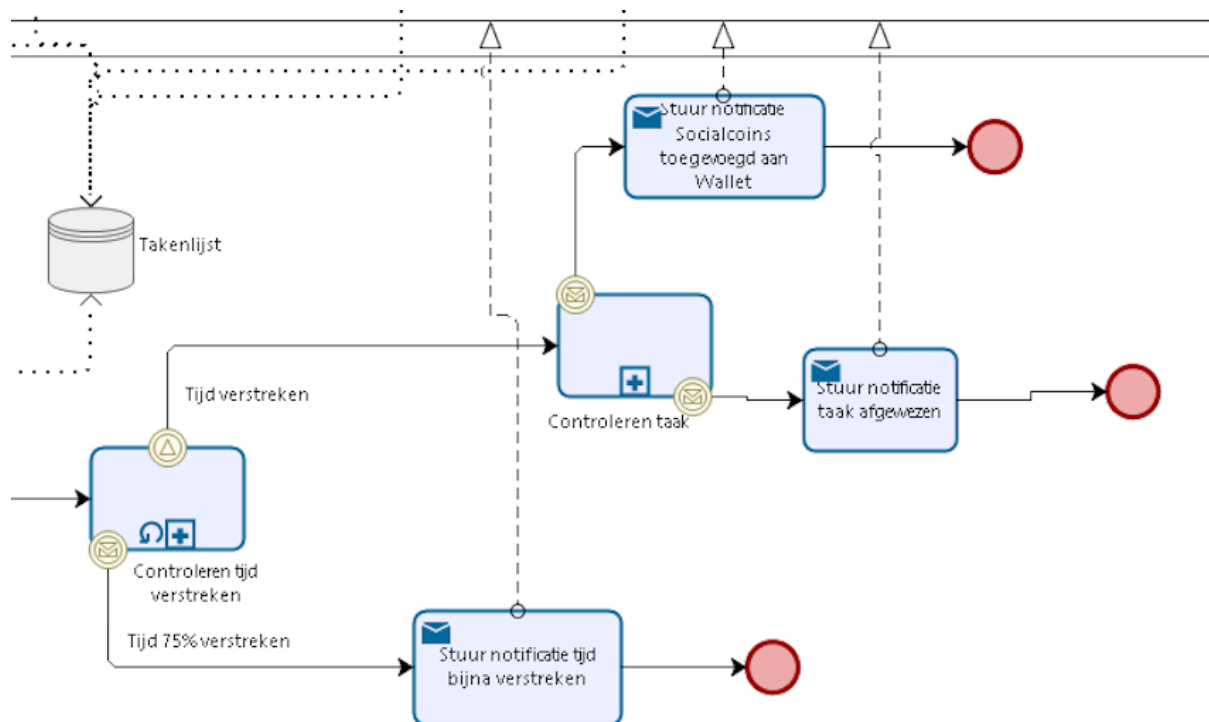 Stuur notificatie
Socialcoins
toegevoegd aan
Wallet
Takenlijst
Tijd verstreken
Controleren taak
Stuur notificatie
taak afgewezen
Controleren tijd
verstreken
Tijd 75% verstreken
Stuur notificatie tijd
bijna verstreken